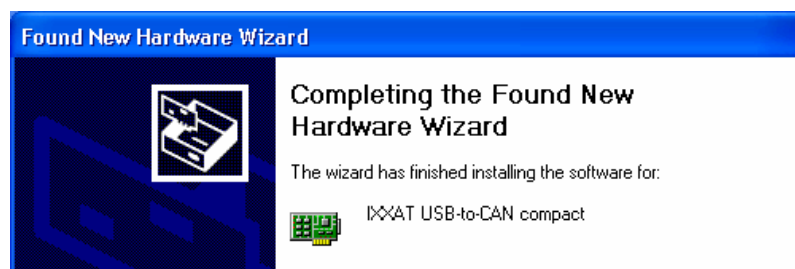 Found New Hardware Wizard
Completing the Found New
Hardware Wizard
The wizard has finished installing the software for:
IXXAT USB-to-CAN compact